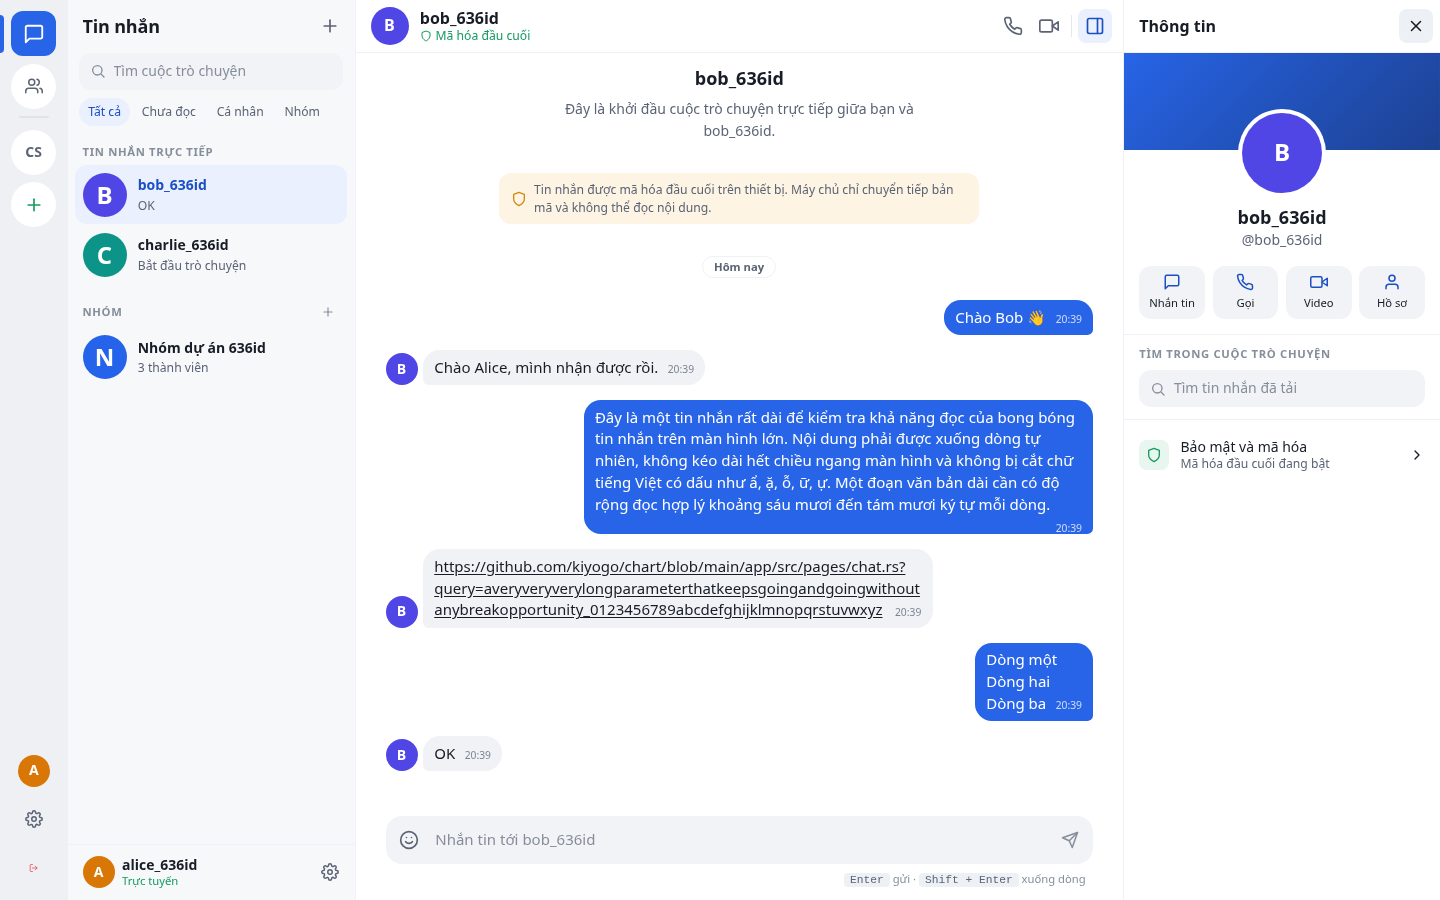 CS
A
Tin nhắn
Tìm cuộc trò chuyện
Tất cả
Chưa đọc
Cá nhân
Nhóm
TIN NHẮN TRỰC TIẾP
B
bob_636id
OK
C
charlie_636id
Bắt đầu trò chuyện
NHÓM
N
Nhóm dự án 636id
3 thành viên
A
alice_636id
Trực tuyến
B
bob_636id
Mã hóa đầu cuối
bob_636id
Đây là khởi đầu cuộc trò chuyện trực tiếp giữa bạn và
bob_636id.
Tin nhắn được mã hóa đầu cuối trên thiết bị. Máy chủ chỉ chuyển tiếp bản
mã và không thể đọc nội dung.
Hôm nay
Chào Bob 👋 20:39
B
Chào Alice, mình nhận được rồi. 20:39
Đây là một tin nhắn rất dài để kiểm tra khả năng đọc của bong bóng
tin nhắn trên màn hình lớn. Nội dung phải được xuống dòng tự
nhiên, không kéo dài hết chiều ngang màn hình và không bị cắt chữ
tiếng Việt có dấu như ẩ, ặ, ỗ, ữ, ự. Một đoạn văn bản dài cần có độ
rộng đọc hợp lý khoảng sáu mươi đến tám mươi ký tự mỗi dòng.
20:39
https://github.com/kiyogo/chart/blob/main/app/src/pages/chat.rs?
query=averyveryverylongparameterthatkeepsgoingandgoingwithout
B
anybreakopportunity_0123456789abcdefghijklmnopqrstuvwxyz 20:39
Dòng một
Dòng hai
Dòng ba 20:39
B
OK 20:39
Nhắn tin tới bob_636id
Enter gửi · Shift + Enter xuống dòng
Thông tin
B
bob_636id
@bob_636id
Nhắn tin
Gọi
Video
Hồ sơ
TÌM TRONG CUỘC TRÒ CHUYỆN
Tìm tin nhắn đã tải
Bảo mật và mã hóa
Mã hóa đầu cuối đang bật